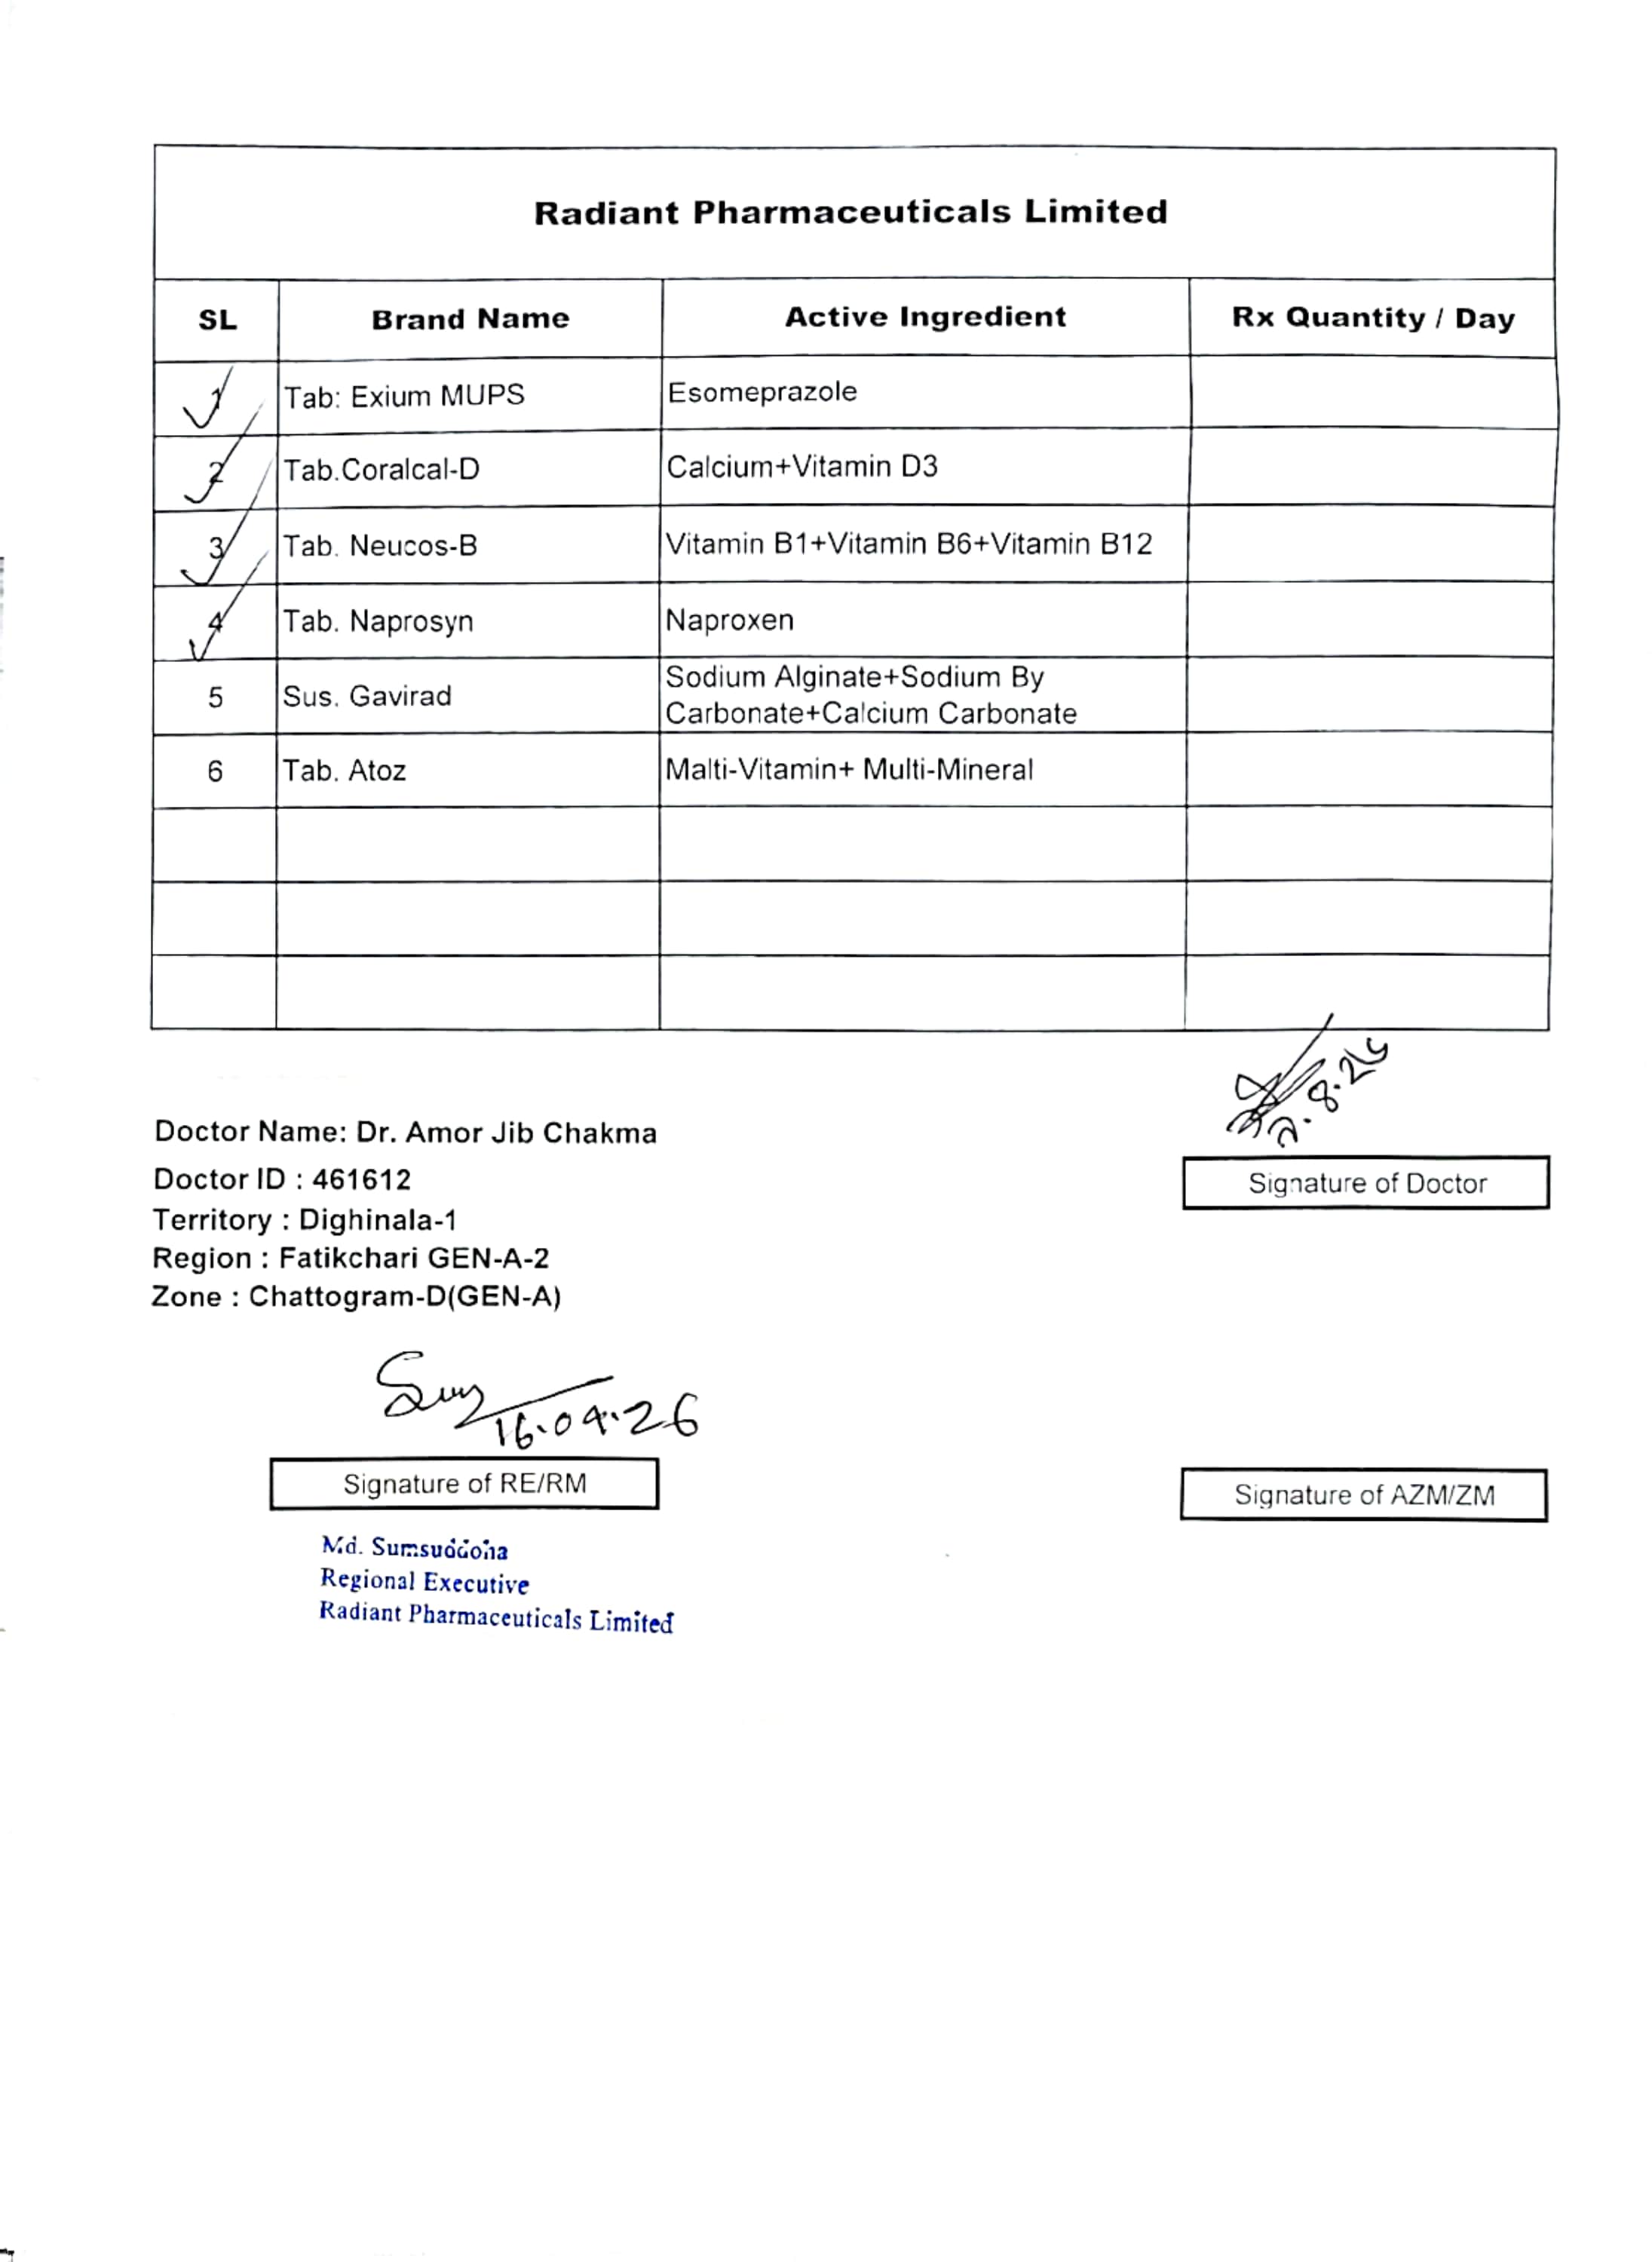 Radiant Pharmaceuticals Limited
SL Brand Name Active Ingredient Rx Quantity / Day
1 Tab: Exium MUPS Esomeprazole
2 Tab.Coralcal-D Calcium+Vitamin D3
3 Tab. Neucos-B Vitamin B1+Vitamin B6+Vitamin B12
4 Tab. Naprosyn Naproxen
5 Sus. Gavirad Sodium Alginate+Sodium By
Carbonate+Calcium Carbonate
6 Tab. Atoz Malti-Vitamin+ Multi-Mineral
Doctor Name: Dr. Amor Jib Chakma
Signature of Doctor
Doctor ID : 461612
Territory : Dighinala-1
Region : Fatikchari GEN-A-2
Zone : Chattogram-D(GEN-A)
16.04.26
Signature of RE/RM
Signature of AZM/ZM
Md. Sumsuddoha
Regional Executive
Radiant Pharmaceuticals Limited